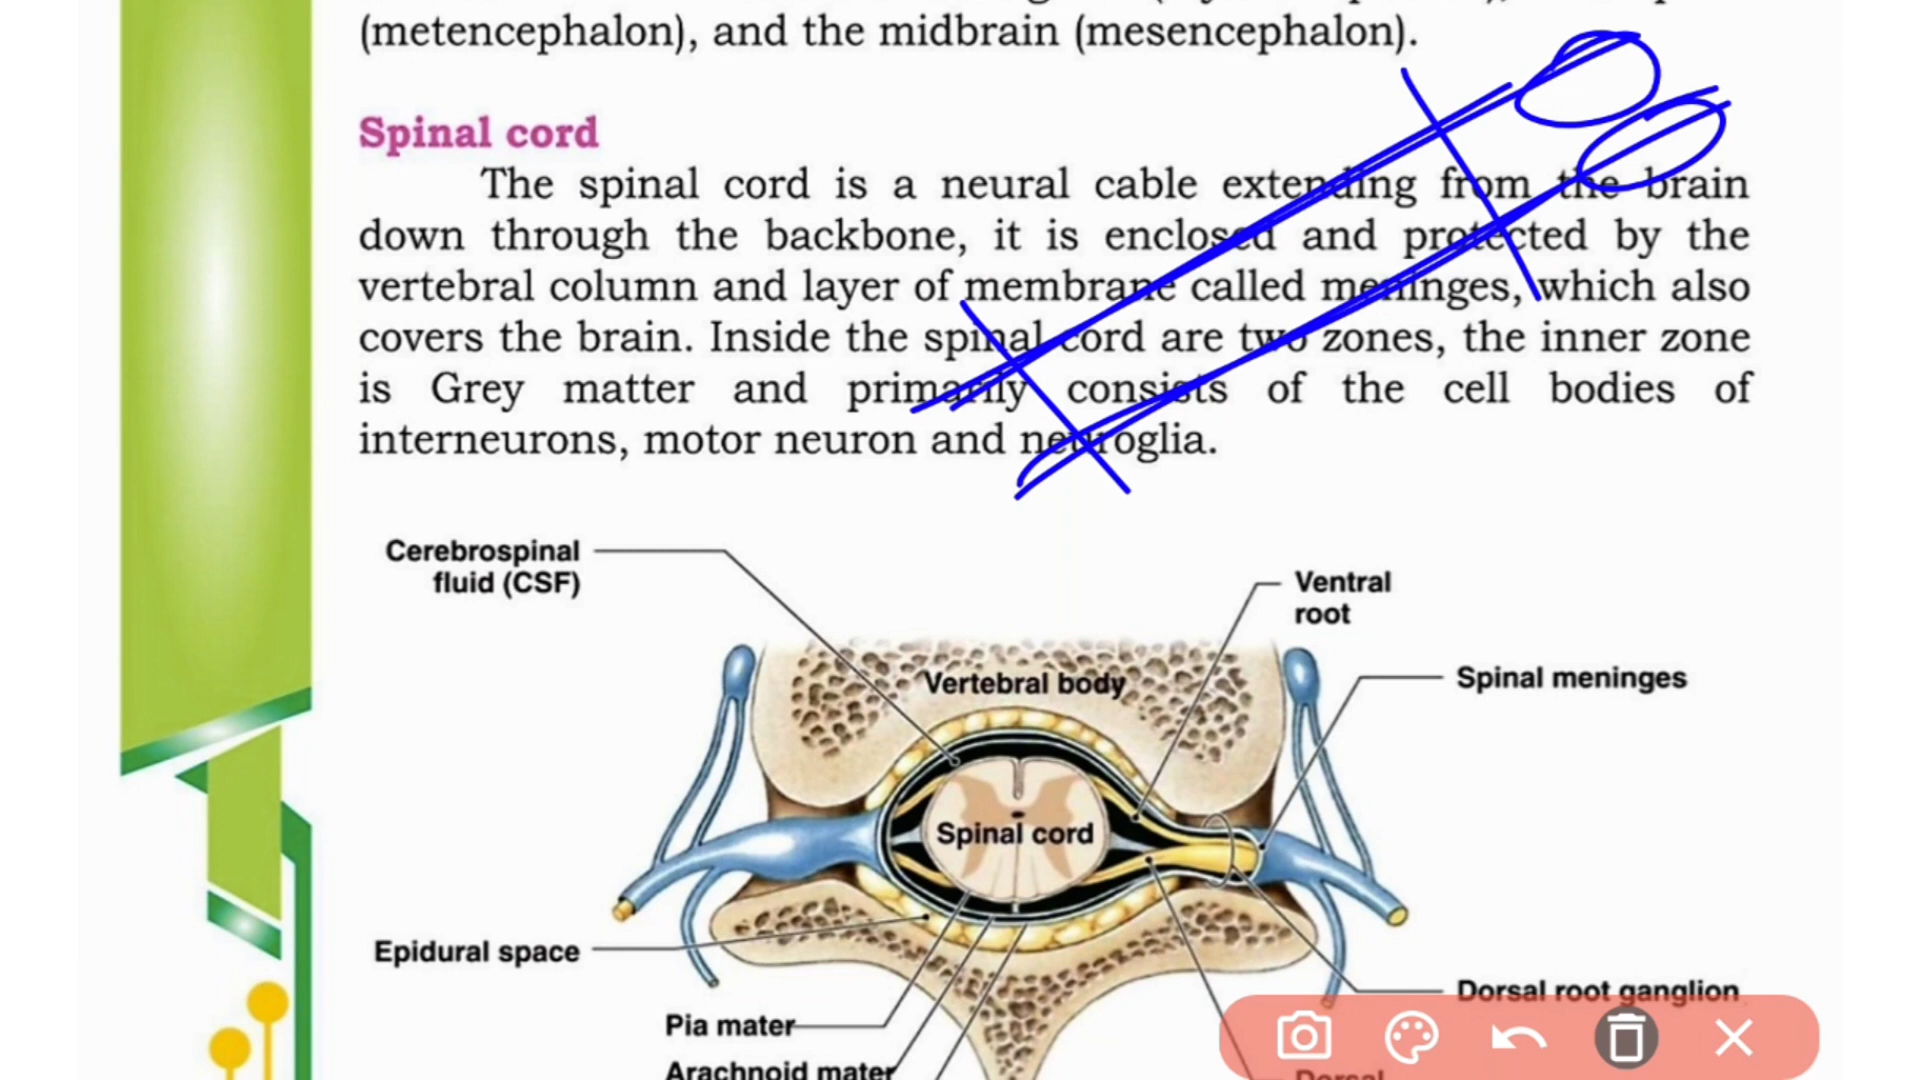 (metencephalon), and the midbrain (mesencephalon).
Spinal cord
The spinal cord is a neural cable extending from the brain
down through the backbone, it is enclosed and protected by the
vertebral column and layer of membrane called meninges, which also
covers the brain. Inside the spinal cord are two zones, the inner zone
is Grey matter and primarily consists of the cell bodies of
interneurons, motor neuron and neuroglia.
Cerebrospinal
fluid (CSF)
Ventral
root
Spinal meninges
Vertebral body
Spinal cord
Epidural space
Dorsal root ganglion
Pia mater
Arachnoid mater
Dorsal